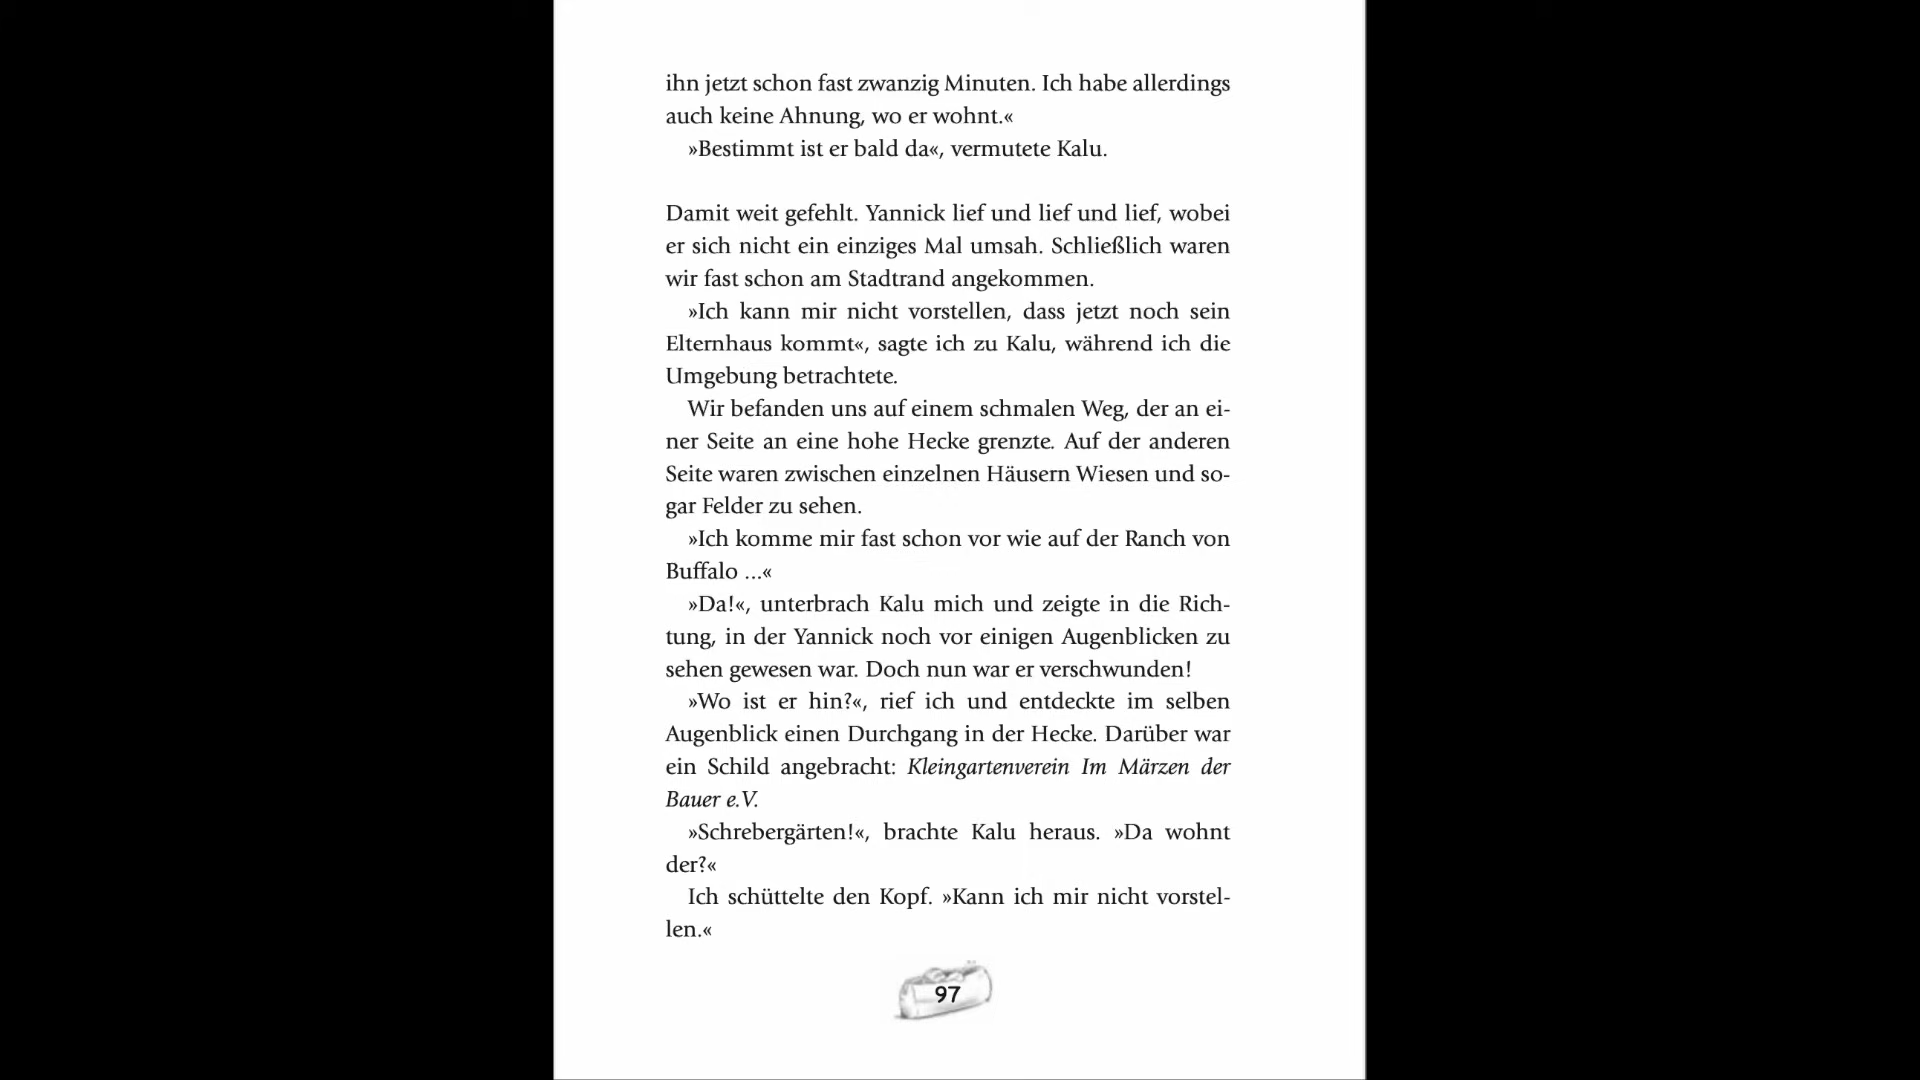 ihn jetzt schon fast zwanzig Minuten. Ich habe allerdings
auch keine Ahnung, wo er wohnt.«
»Bestimmt ist er bald da«, vermutete Kalu.
Damit weit gefehlt. Yannick lief und lief und lief, wobei
er sich nicht ein einziges Mal umsah. Schließlich waren
wir fast schon am Stadtrand angekommen.
»Ich kann mir nicht vorstellen, dass jetzt noch sein
Elternhaus kommt«, sagte ich zu Kalu, während ich die
Umgebung betrachtete.
Wir befanden uns auf einem schmalen Weg, der an ei-
ner Seite an eine hohe Hecke grenzte. Auf der anderen
Seite waren zwischen einzelnen Häusern Wiesen und so-
gar Felder zu sehen.
»Ich komme mir fast schon vor wie auf der Ranch von
Buffalo ...«
»Da!«, unterbrach Kalu mich und zeigte in die Rich-
tung, in der Yannick noch vor einigen Augenblicken zu
sehen gewesen war. Doch nun war er verschwunden!
»Wo ist er hin?«, rief ich und entdeckte im selben
Augenblick einen Durchgang in der Hecke. Darüber war
ein Schild angebracht: Kleingartenverein Im Märzen der
Bauer e.V.
»Schrebergärten!«, brachte Kalu heraus. »Da wohnt
der?«
Ich schüttelte den Kopf. »Kann ich mir nicht vorstel-
len.«
97